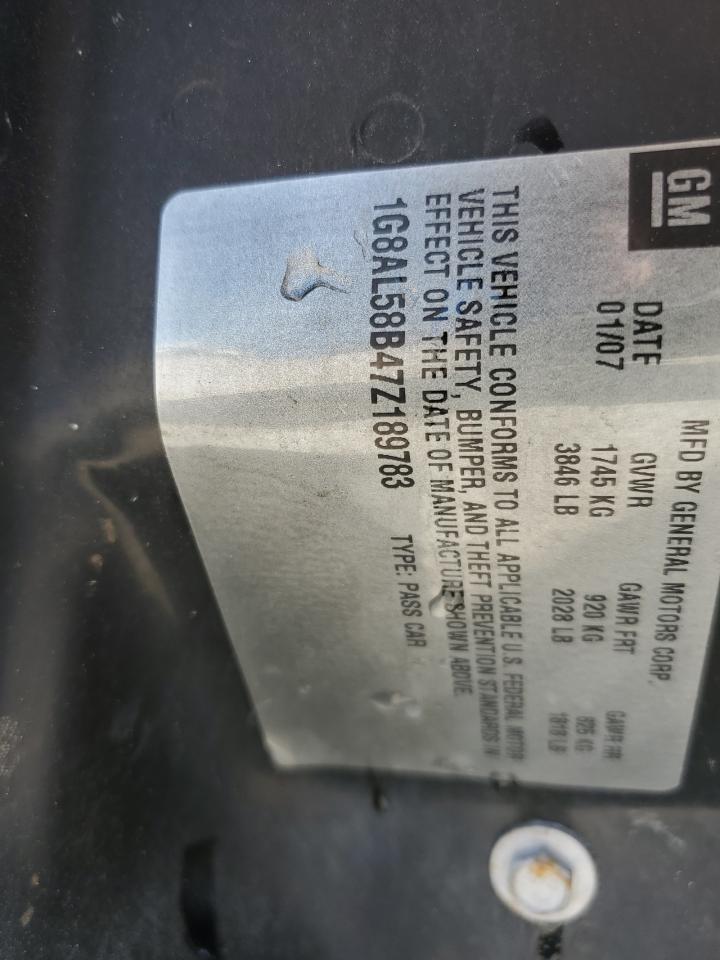 GM
MFD BY GENERAL MOTORS CORP.
DATE GVWR GAWR FRT GAWR RR
01/07 1745 KG 920 KG 825 KG
3846 LB 2028 LB 1818 LB
THIS VEHICLE CONFORMS TO ALL APPLICABLE U.S. FEDERAL MOTOR
VEHICLE SAFETY, BUMPER, AND THEFT PREVENTION STANDARDS IN
EFFECT ON THE DATE OF MANUFACTURE SHOWN ABOVE.
1G8AL58B47Z189783 TYPE: PASS CAR